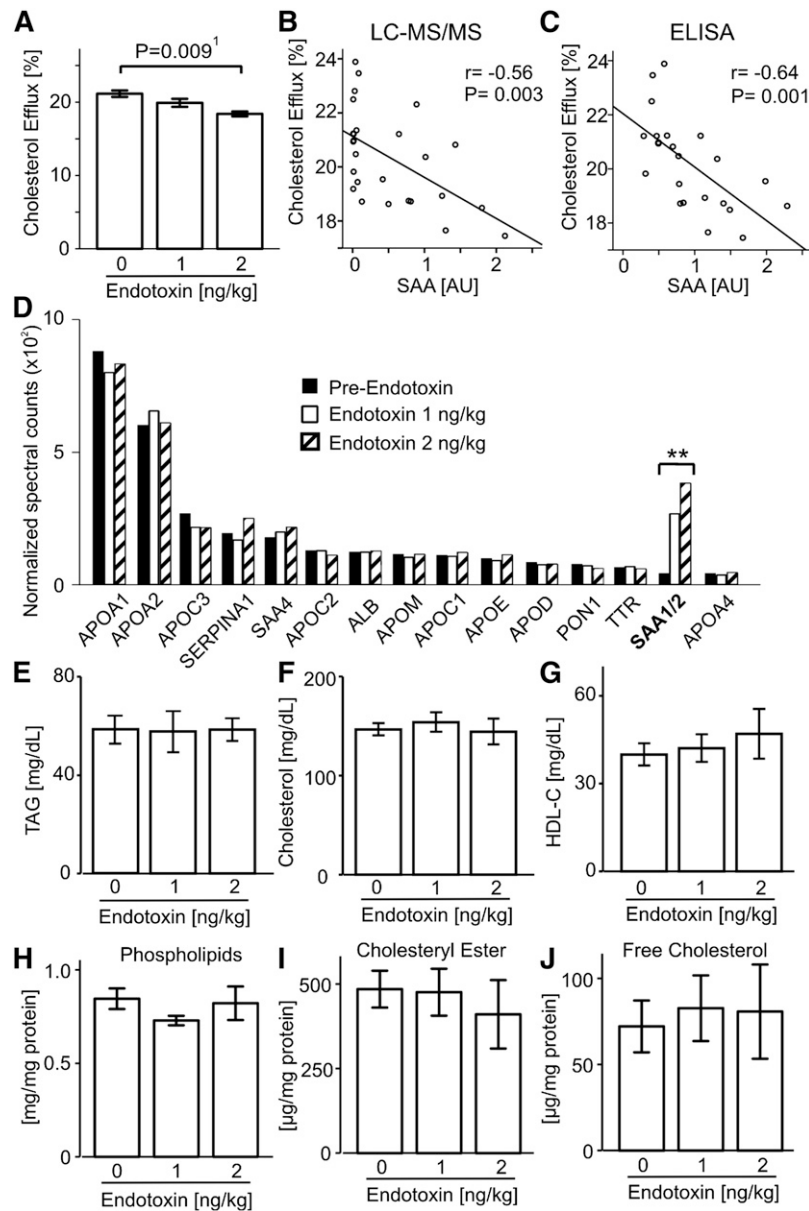 A
Cholesterol Efflux [%]
P=0.009¹
20
10
0
0 1 2
Endotoxin [ng/kg]
B
LC-MS/MS
Cholesterol Efflux [%]
r= -0.56
P= 0.003
24
22
20
18
0 1 2
SAA [AU]
C
ELISA
Cholesterol Efflux [%]
r= -0.64
P= 0.001
24
22
20
18
0 1 2
SAA [AU]
D
Normalized spectral counts (x10²)
10
5
0
Pre-Endotoxin
Endotoxin 1 ng/kg
Endotoxin 2 ng/kg
**
APOA1
APOA2
APOC3
SERPINA1
SAA4
APOC2
ALB
APOM
APOC1
APOE
APOD
PON1
TTR
SAA1/2
APOA4
E
TAG [mg/dL]
80
40
0
0 1 2
Endotoxin [ng/kg]
F
Cholesterol [mg/dL]
200
100
0
0 1 2
Endotoxin [ng/kg]
G
HDL-C [mg/dL]
60
30
0
0 1 2
Endotoxin [ng/kg]
H
Phospholipids
[mg/mg protein]
1.0
0.5
0
0 1 2
Endotoxin [ng/kg]
I
Cholesteryl Ester
[µg/mg protein]
500
250
0
0 1 2
Endotoxin [ng/kg]
J
Free Cholesterol
[µg/mg protein]
100
50
0
0 1 2
Endotoxin [ng/kg]